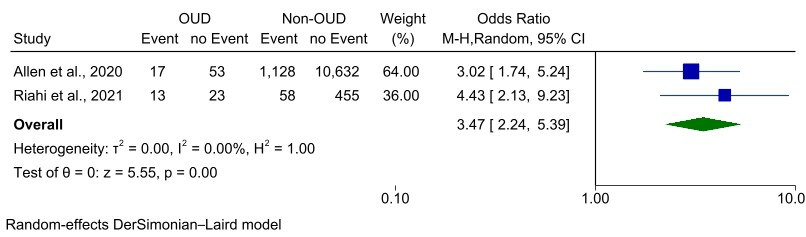 OUD Non-OUD Weight Odds Ratio
Study Event no Event Event no Event (%) M-H,Random, 95% CI
Allen et al., 2020 17 53 1,128 10,632 64.00 3.02 [ 1.74, 5.24]
Riahi et al., 2021 13 23 58 455 36.00 4.43 [ 2.13, 9.23]
Overall 3.47 [ 2.24, 5.39]
Heterogeneity: τ² = 0.00, I² = 0.00%, H² = 1.00
Test of θ = 0: z = 5.55, p = 0.00
0.10 1.00 10.0
Random-effects DerSimonian–Laird model